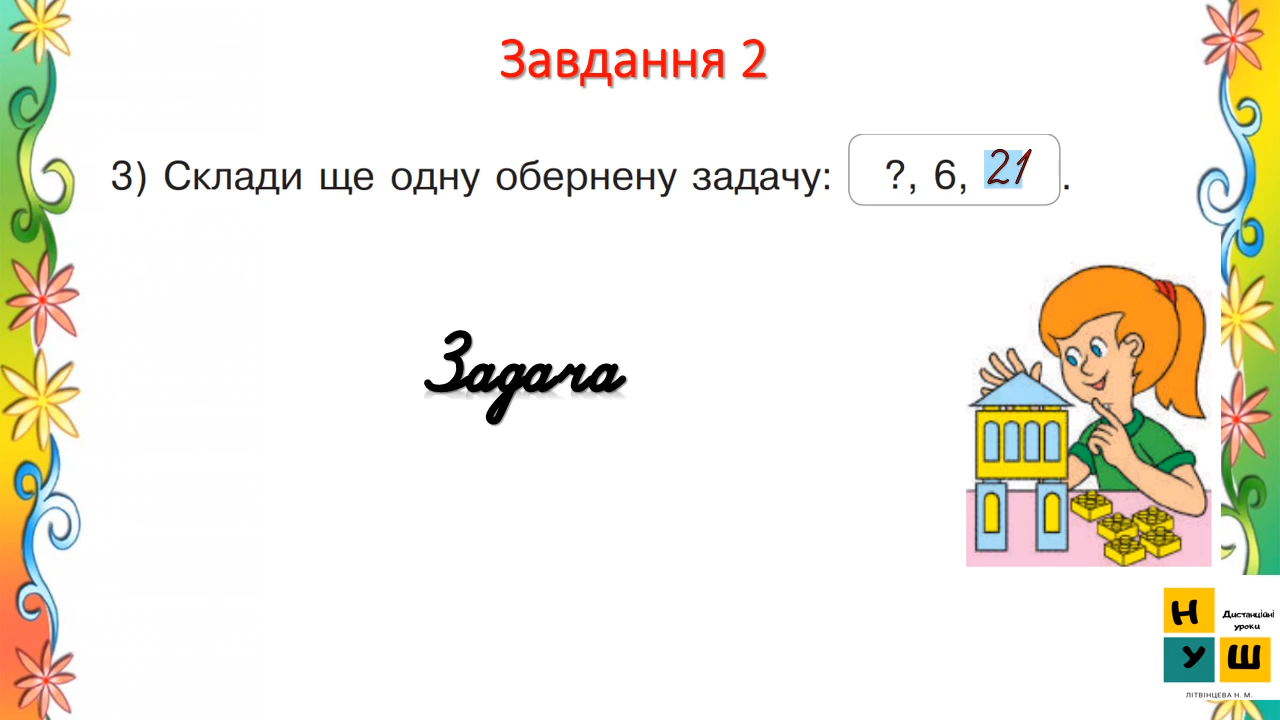 Завдання 2
3) Склади ще одну обернену задачу: ?, 6, 21.
Задача
Н
Дистанційні
уроки
У Ш
ЛІТВІНЦЕВА Н. М.